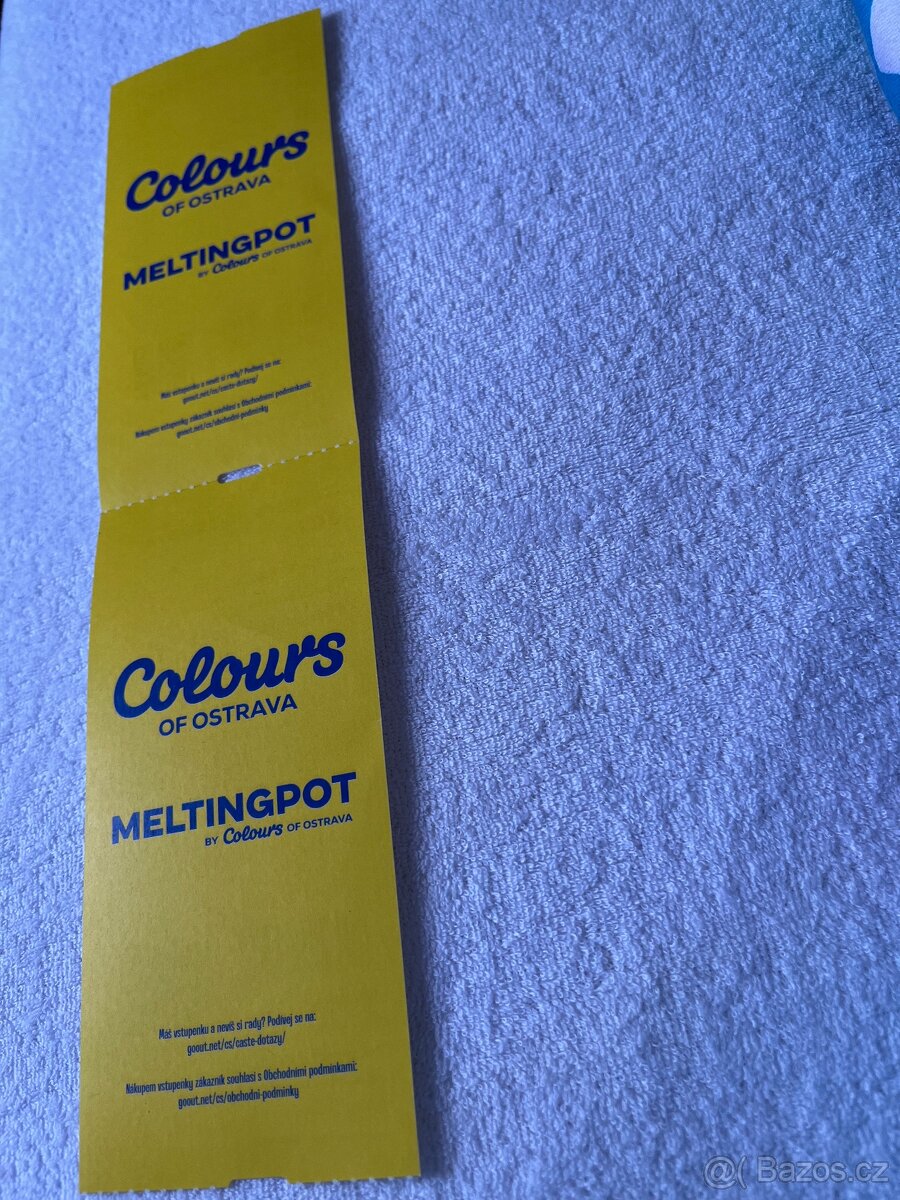 Colours
OF OSTRAVA
MELTINGPOT
BY Colours OF OSTRAVA
Máš vstupenku a nevíš si rady? Podívej se na:
goout.net/cs/caste-dotazy/
Nákupem vstupenky zákazník souhlasí s Obchodními podmínkami:
goout.net/cs/obchodni-podminky
Colours
OF OSTRAVA
MELTINGPOT
BY Colours OF OSTRAVA
Máš vstupenku a nevíš si rady? Podívej se na:
goout.net/cs/caste-dotazy/
Nákupem vstupenky zákazník souhlasí s Obchodními podmínkami:
goout.net/cs/obchodni-podminky
@( Bazos.cz